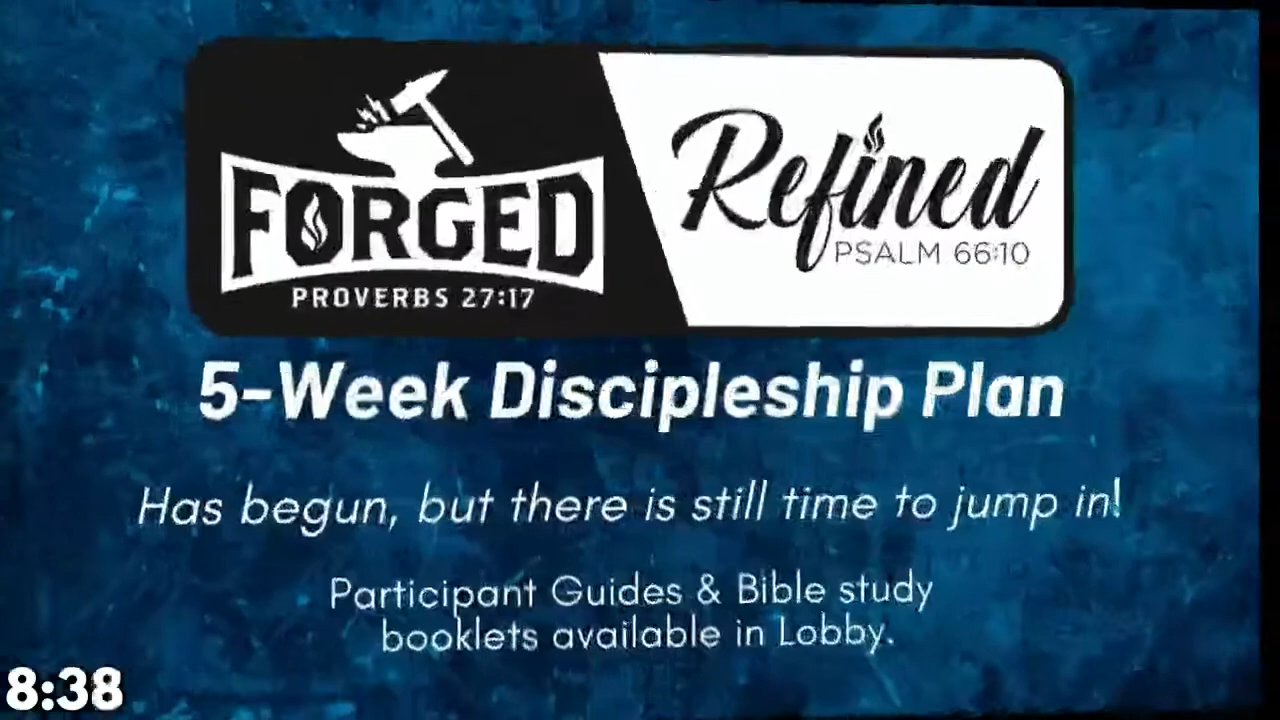 FORGED
PROVERBS 27:17
Refined
PSALM 66:10
5-Week Discipleship Plan
Has begun, but there is still time to jump in!
Participant Guides & Bible study
booklets available in Lobby.
8:38